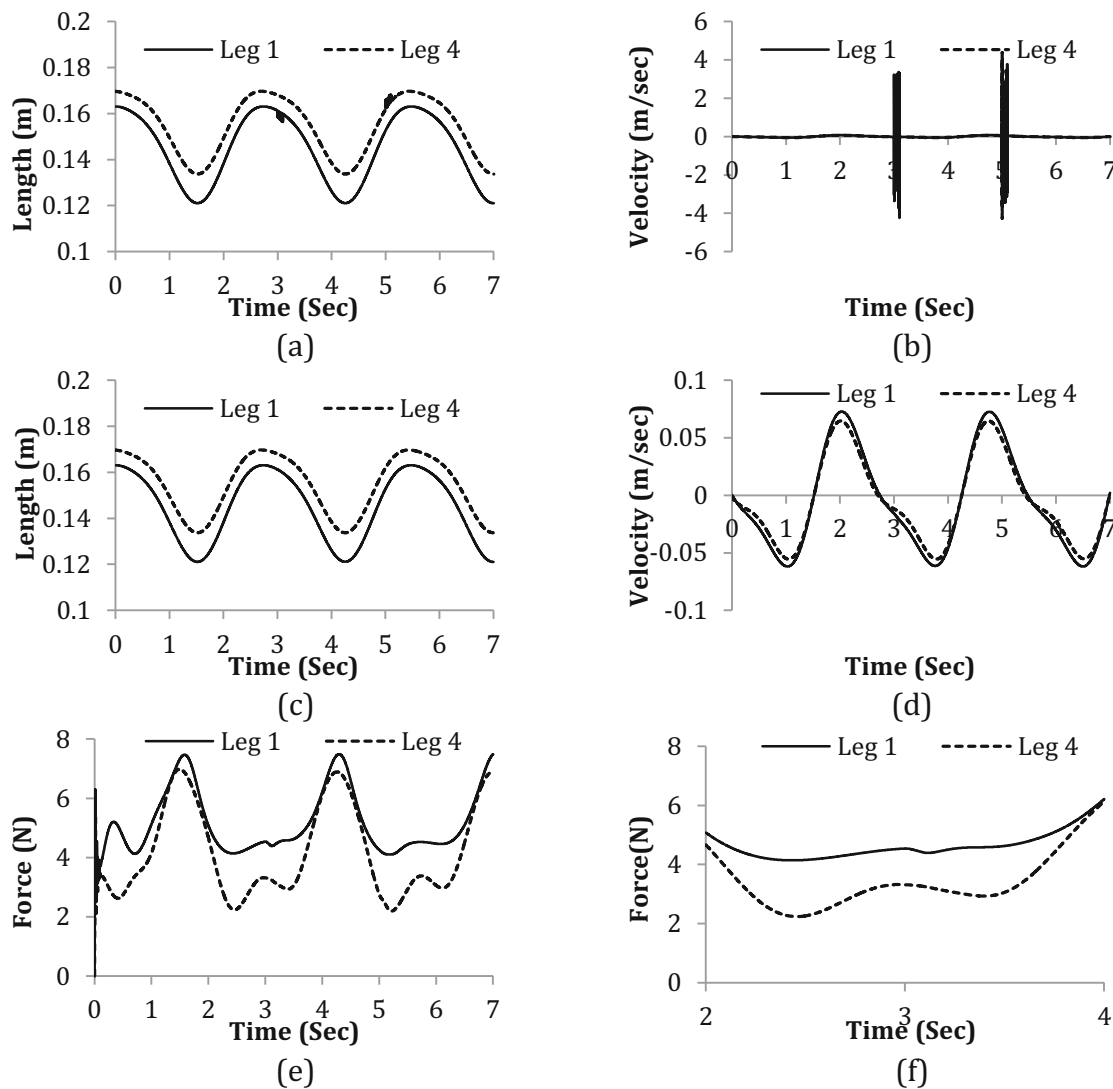 Leg 1 Leg 4
Length (m)
0.2
0.18
0.16
0.14
0.12
0.1
0 1 2 3 4 5 6 7
Time (Sec)
(a)
Leg 1 Leg 4
Velocity (m/sec)
6
4
2
0
-2
-4
-6
0 1 2 3 4 5 6 7
Time (Sec)
(b)
Leg 1 Leg 4
Length (m)
0.2
0.18
0.16
0.14
0.12
0.1
0 1 2 3 4 5 6 7
Time (Sec)
(c)
Leg 1 Leg 4
Velocity (m/sec)
0.1
0.05
0
-0.05
-0.1
0 1 2 3 4 5 6 7
Time (Sec)
(d)
Leg 1 Leg 4
Force (N)
8
6
4
2
0
0 1 2 3 4 5 6 7
Time (Sec)
(e)
Leg 1 Leg 4
Force(N)
8
6
4
2
0
2 3 4
Time (Sec)
(f)